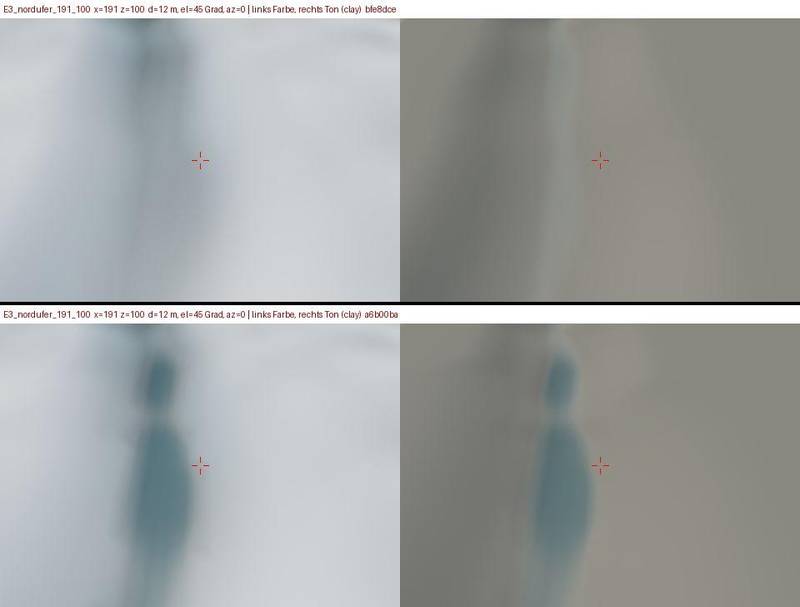 E3_nordufer_191_100 x=191 z=100 d=12 m, el=45 Grad, az=0 | links Farbe, rechts Ton (clay) bfe8dce
E3_nordufer_191_100 x=191 z=100 d=12 m, el=45 Grad, az=0 | links Farbe, rechts Ton (clay) a6b00ba